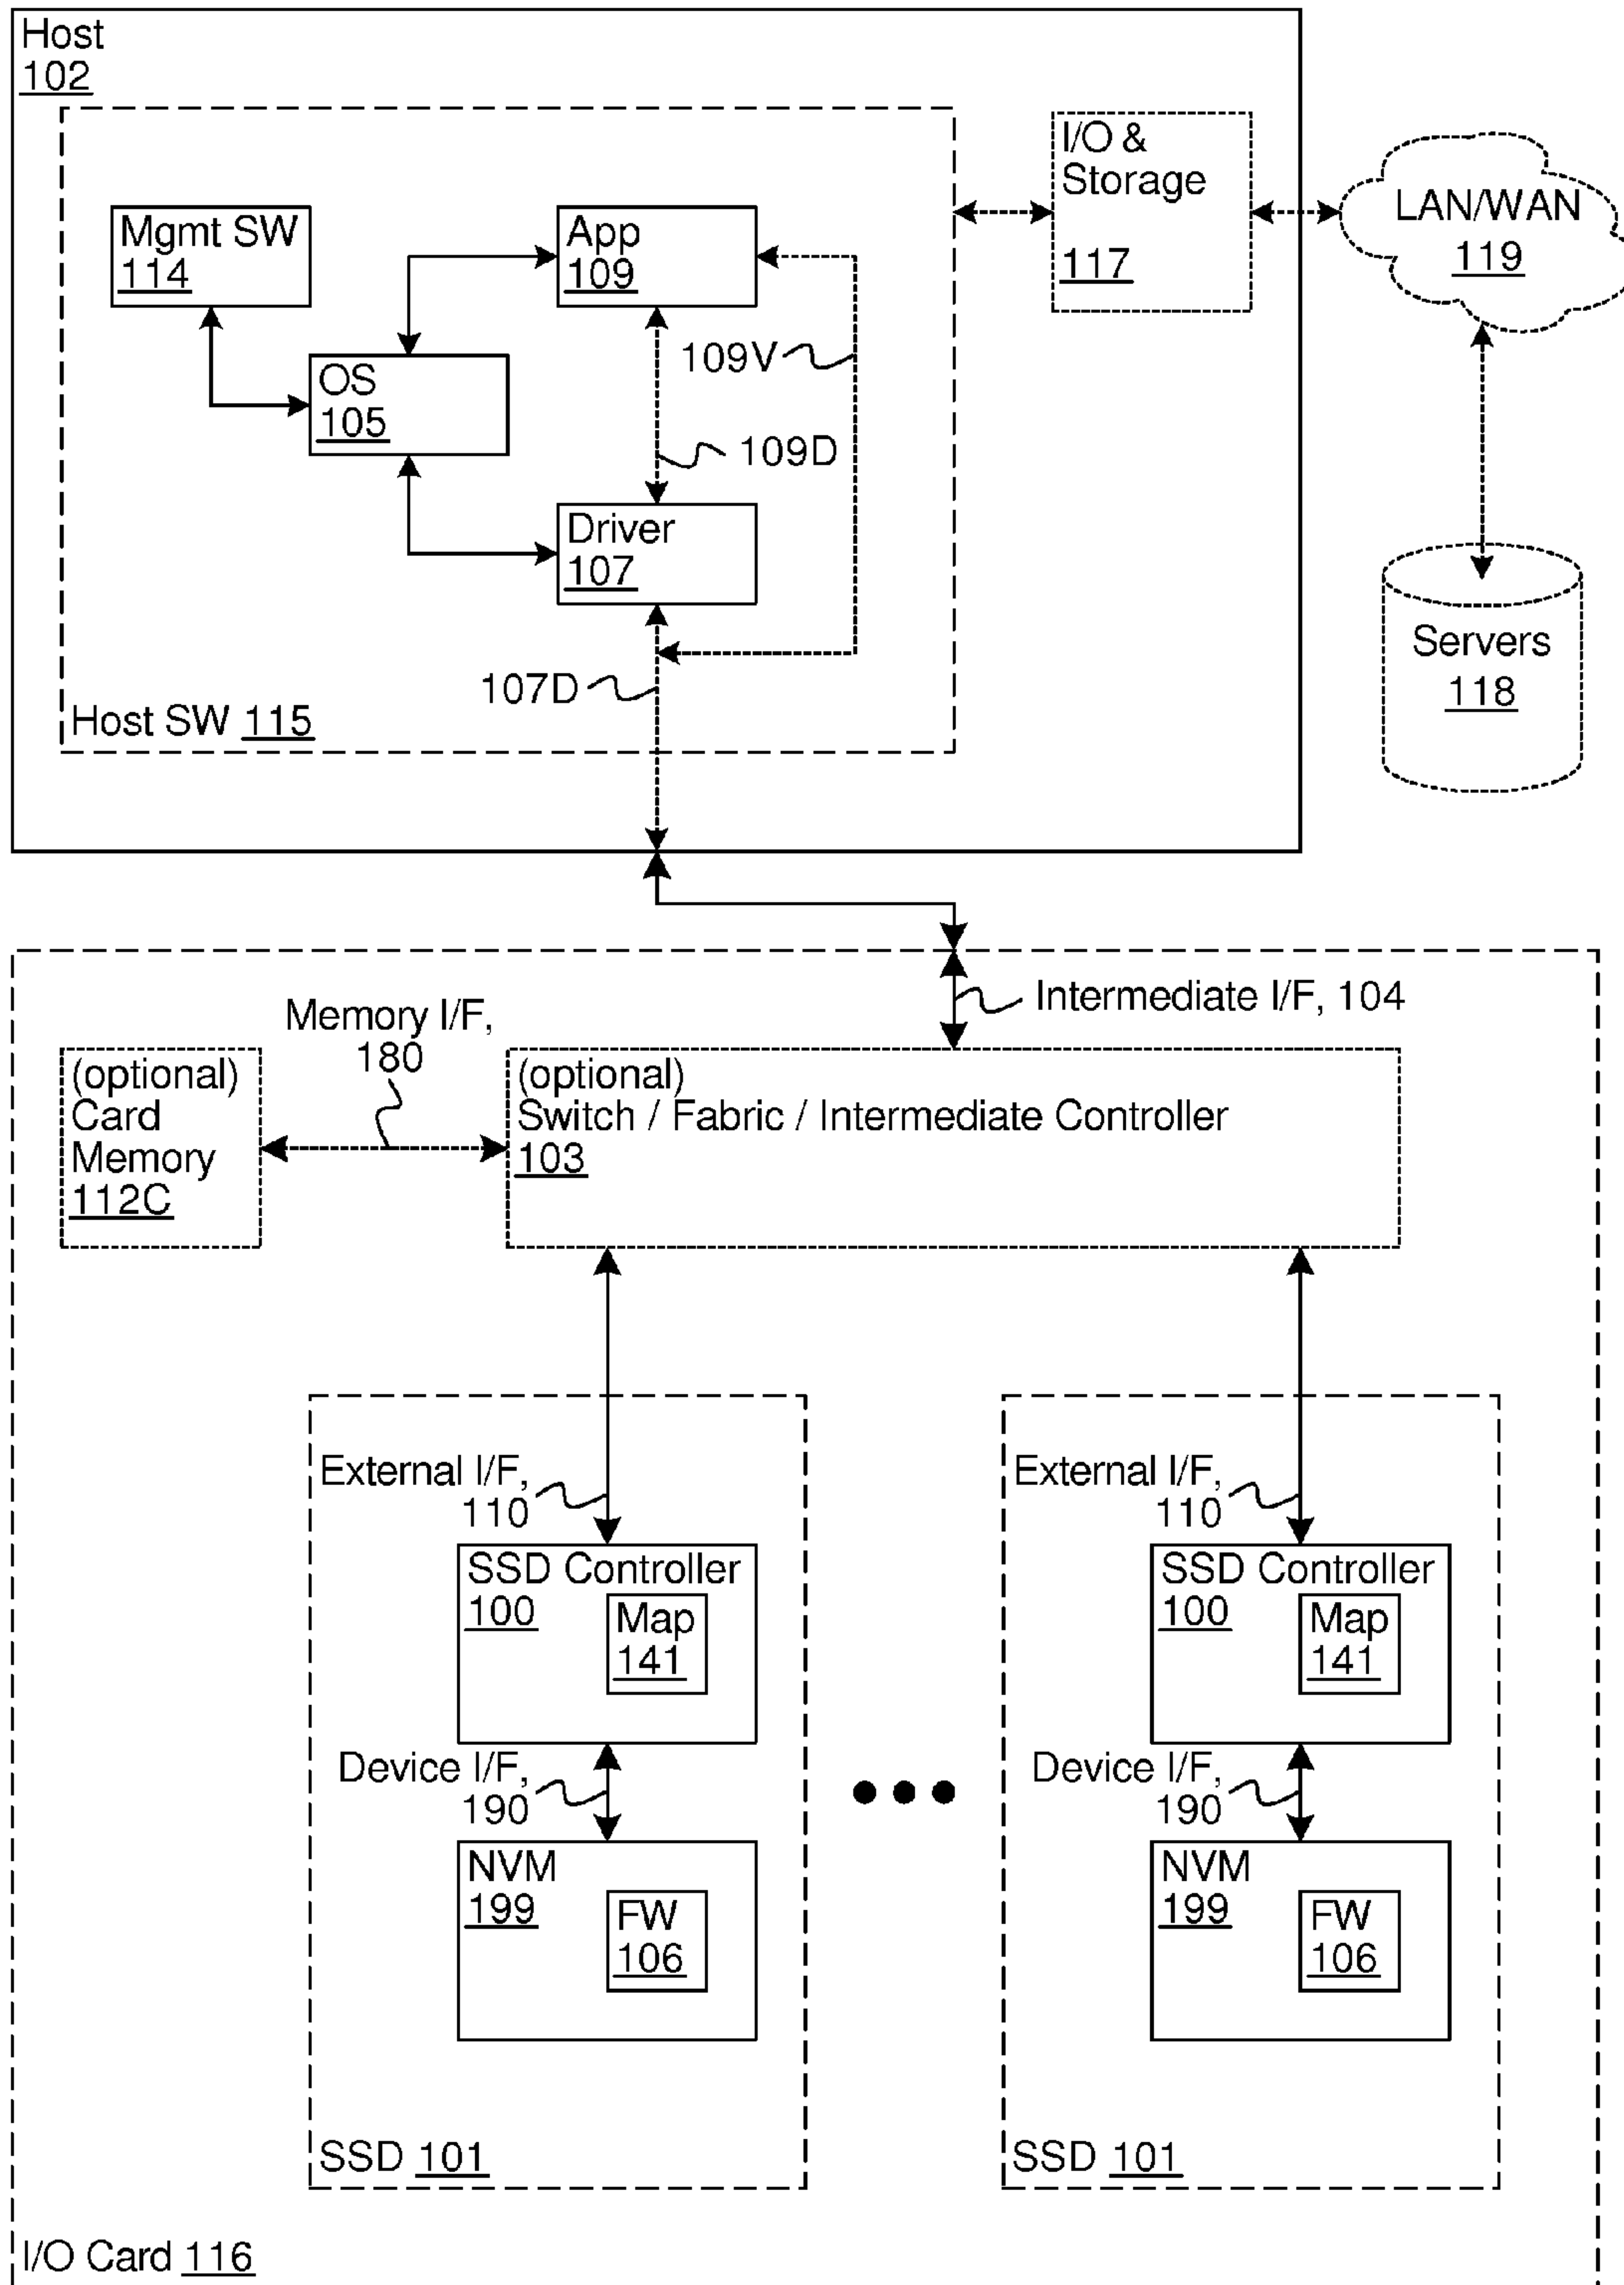 Host
102
I/O &
Storage
117
LAN/WAN
119
Mgmt SW
114
App
109
109V
OS
105
109D
Driver
107
Servers
118
107D
Host SW 115
Intermediate I/F, 104
Memory I/F,
180
(optional)
Card
Memory
112C
(optional)
Switch / Fabric / Intermediate Controller
103
External I/F,
110
External I/F,
110
SSD Controller
100
Map
141
SSD Controller
100
Map
141
Device I/F,
190
Device I/F,
190
NVM
199
FW
106
NVM
199
FW
106
SSD 101
SSD 101
I/O Card 116